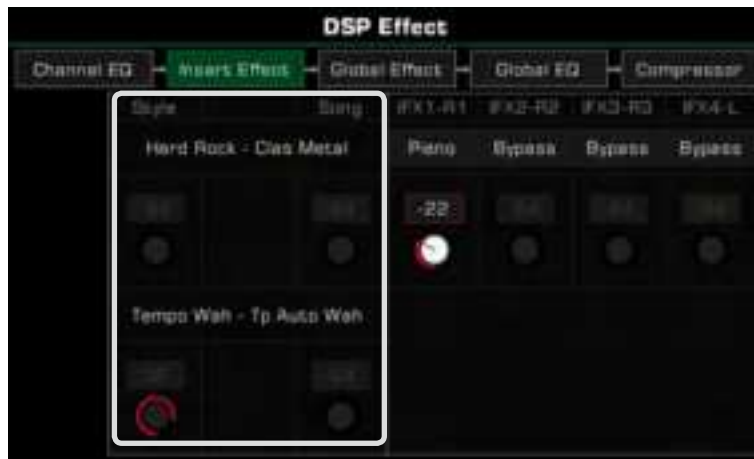 DSP Effect
Channel EQ Insert Effect Global Effect Global EQ Compressor
Style Song IFX1-R1 IFX2-R2 IFX3-R3 IFX4-L
Hard Rock - Clas Metal Piano Bypass Bypass Bypass
-22
Tempo Wah - Tp Auto Wah